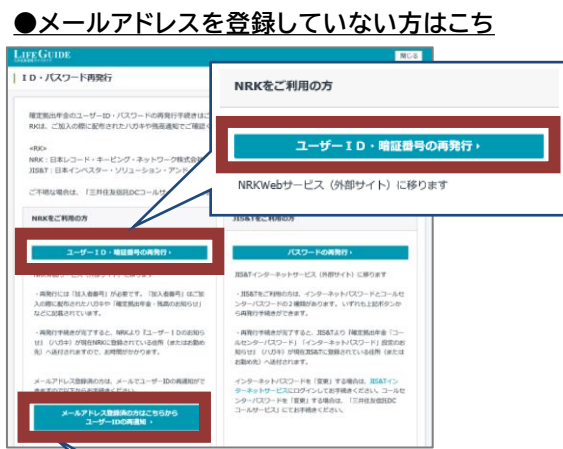 ●メールアドレスを登録していない方はこち
LIFE GUIDE
閉じる
ID・パスワード再発行
確定拠出年金のユーザーID・パスワードの再発行手続きはこ
RKは、ご加入の際に配布されたハガキや残高通知でご確認く
<RK>
NRK:日本レコード・キーピング・ネットワーク株式会社
JIS&T:日本インベスター・ソリューション・アンド
ご不明な場合は、「三井住友信託DCコールサ
NRKをご利用の方
ユーザーID・暗証番号の再発行
NRKWebサービス(外部サイト)に移ります
NRKをご利用の方
ユーザーID・暗証番号の再発行
・再発行には「加入者番号」が必要です。「加入者番号」はご加
入の際に配布されたハガキや「確定拠出年金・残高のお知らせ」
などに記載されています。
・再発行手続きが完了すると、NRKより『ユーザーIDのお知ら
せ』(ハガキ)が現在NRKに登録されている住所(またはお勤め
先)へ送付されますので、お時間がかかります。
メールアドレス登録済の方は、メールでユーザーIDの再通知がで
きますので以下からお手続きください。
メールアドレス登録済の方はこちらから
ユーザーIDの再通知
JIS&Tをご利用の方
パスワードの再発行
JIS&Tインターネットサービス(外部サイト)に移ります
・JIS&Tをご利用の方は、インターネットパスワードとコールセ
ンターパスワードの2種類があります。いずれも上記ボタンか
ら再発行手続きができます。
・再発行手続きが完了すると、JIS&Tより『確定拠出年金「コー
ルセンターパスワード」「インターネットパスワード」設定のお
知らせ』(ハガキ)が現在JIS&Tに登録されている住所(または
お勤め先)へ送付します。
インターネットパスワードを「変更」する場合は、JIS&Tイン
ターネットサービスにログインしてお手続きください。コールセ
ンターパスワードを「変更」する場合は、「三井住友信託DC
コールサービス」にてお手続きください。